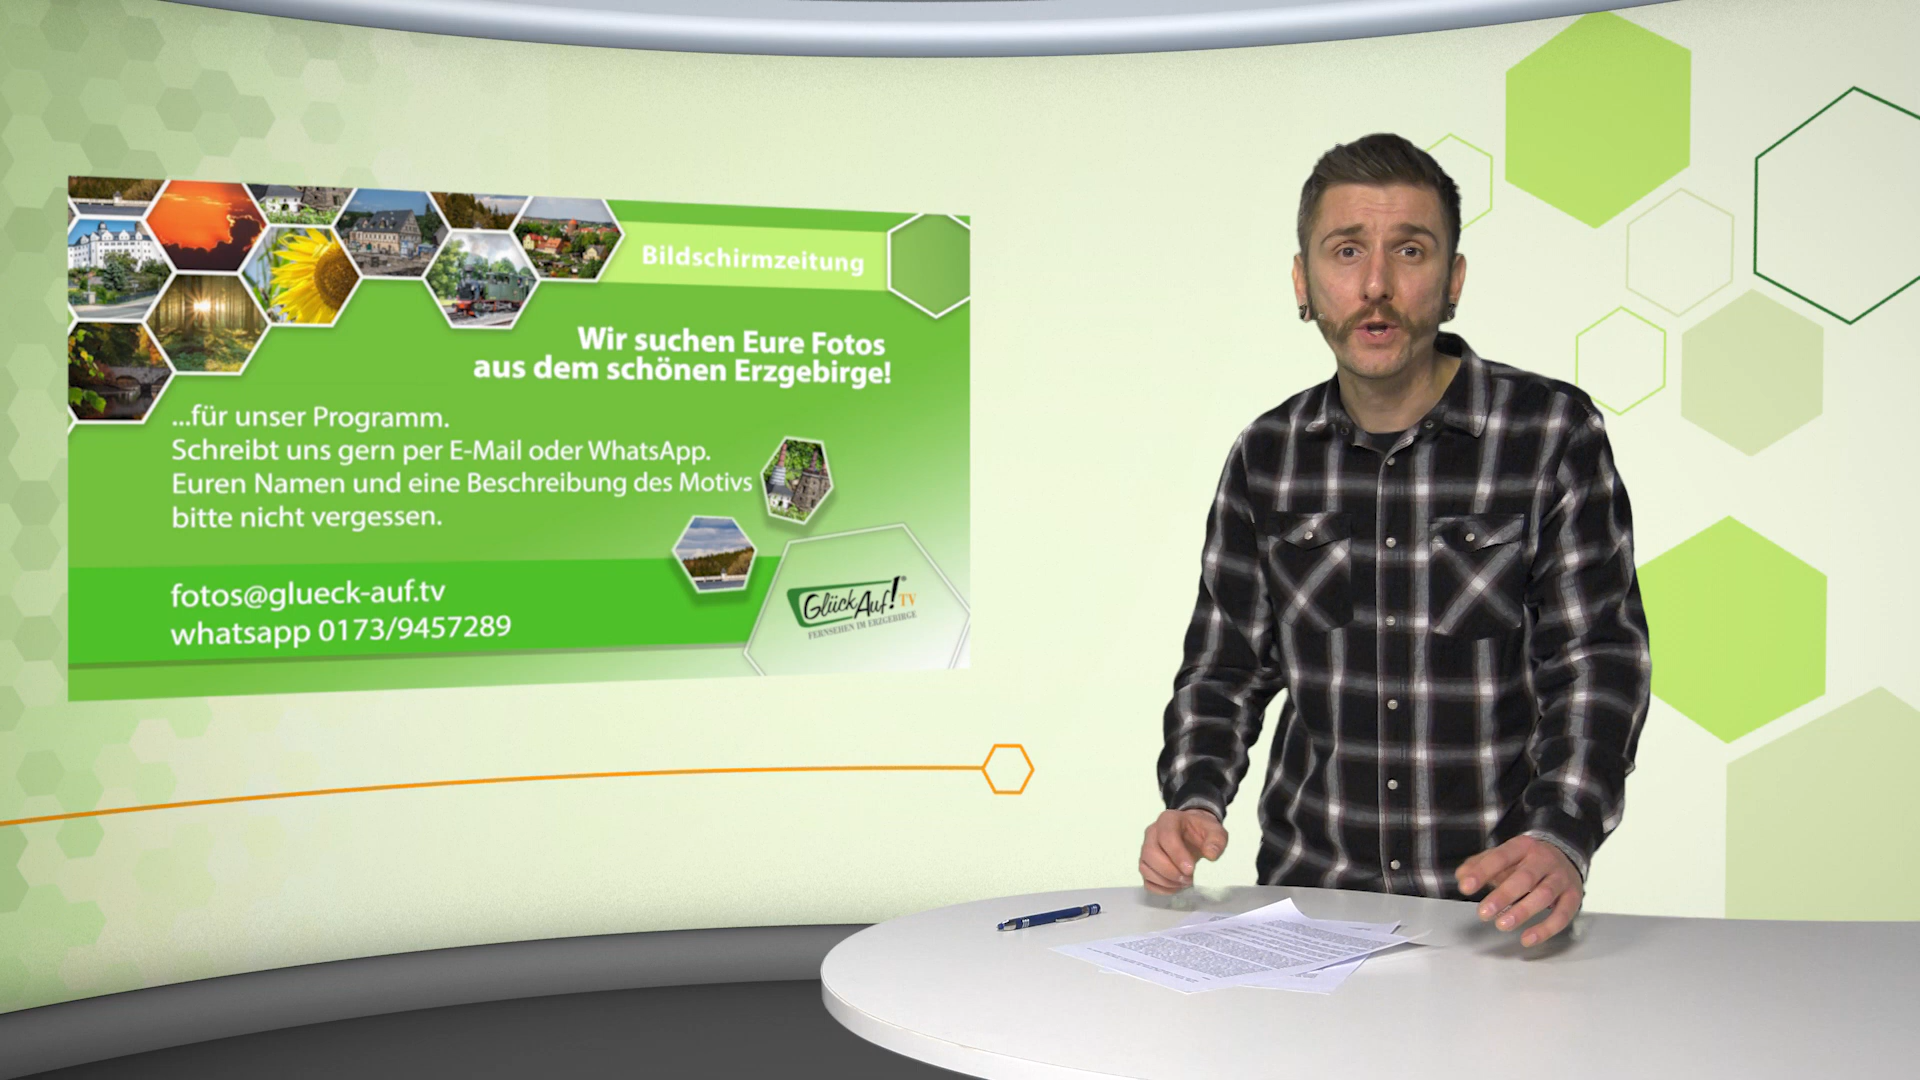 Bildschirmzeitung
Wir suchen Eure Fotos
aus dem schönen Erzgebirge!
...für unser Programm.
Schreibt uns gern per E-Mail oder WhatsApp.
Euren Namen und eine Beschreibung des Motivs
bitte nicht vergessen.
fotos@glueck-auf.tv
whatsapp 0173/9457289
GlückAuf!® TV
FERNSEHEN IM ERZGEBIRGE